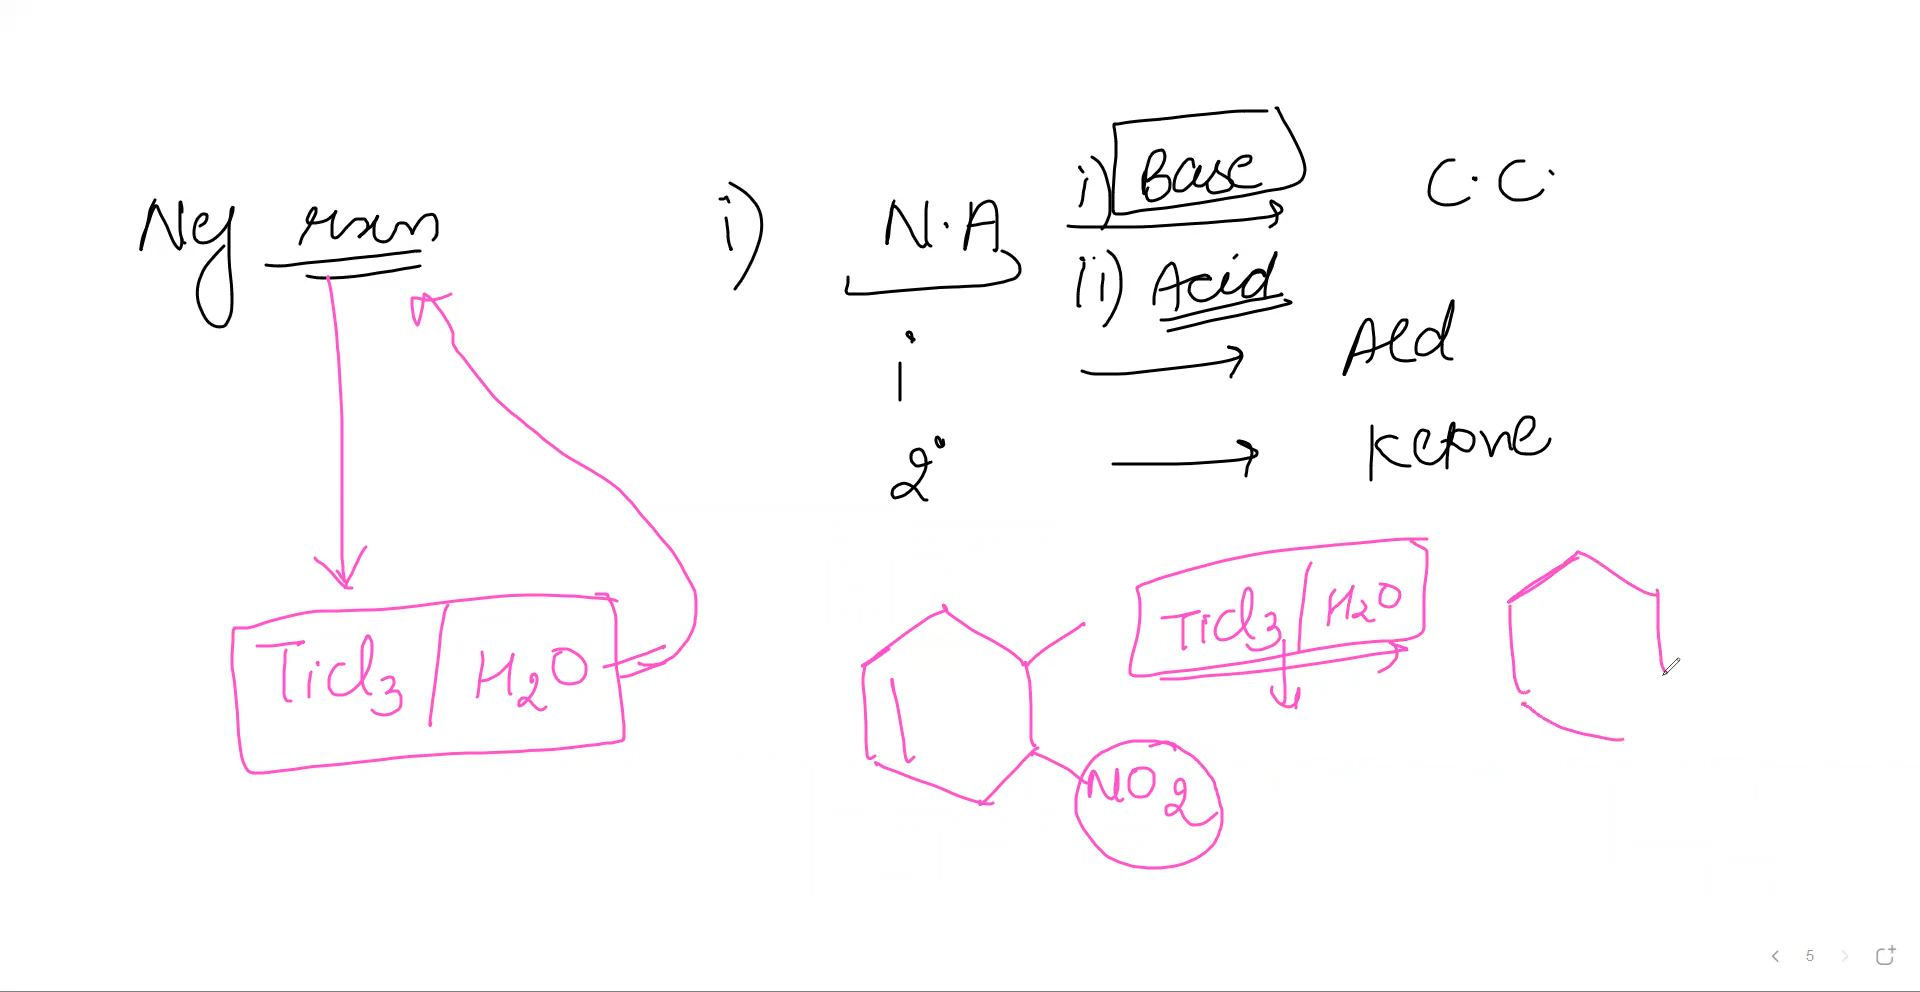 Nef rxn
i) N.A
i) Base
C.C.
ii) Acid
1° → Ald
2° → Ketone
TiCl3 | H2O
TiCl3 | H2O
NO2
5